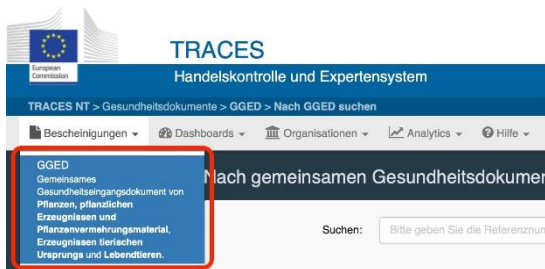 European
Commission
TRACES
Handelskontrolle und Expertensystem
TRACES NT > Gesundheitsdokumente > GGED > Nach GGED suchen
Bescheinigungen
Dashboards
Organisationen
Analytics
Hilfe
GGED
Gemeinsames
Gesundheitseingangsdokument von
Pflanzen, pflanzlichen
Erzeugnissen und
Pflanzenvermehrungsmaterial,
Erzeugnissen tierischen
Ursprungs und Lebendtieren.
Nach gemeinsamen Gesundheitsdokumen
Suchen:
Bitte geben Sie die Referenznum